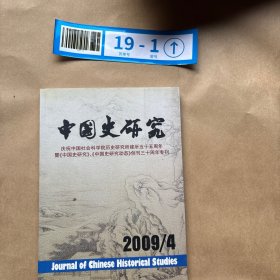 19-1
中国史研究
庆祝中国社会科学院历史研究所建所五十五周年
暨《中国史研究》、《中国史研究动态》创刊三十周年专刊
2009/4
Journal of Chinese Historical Studies